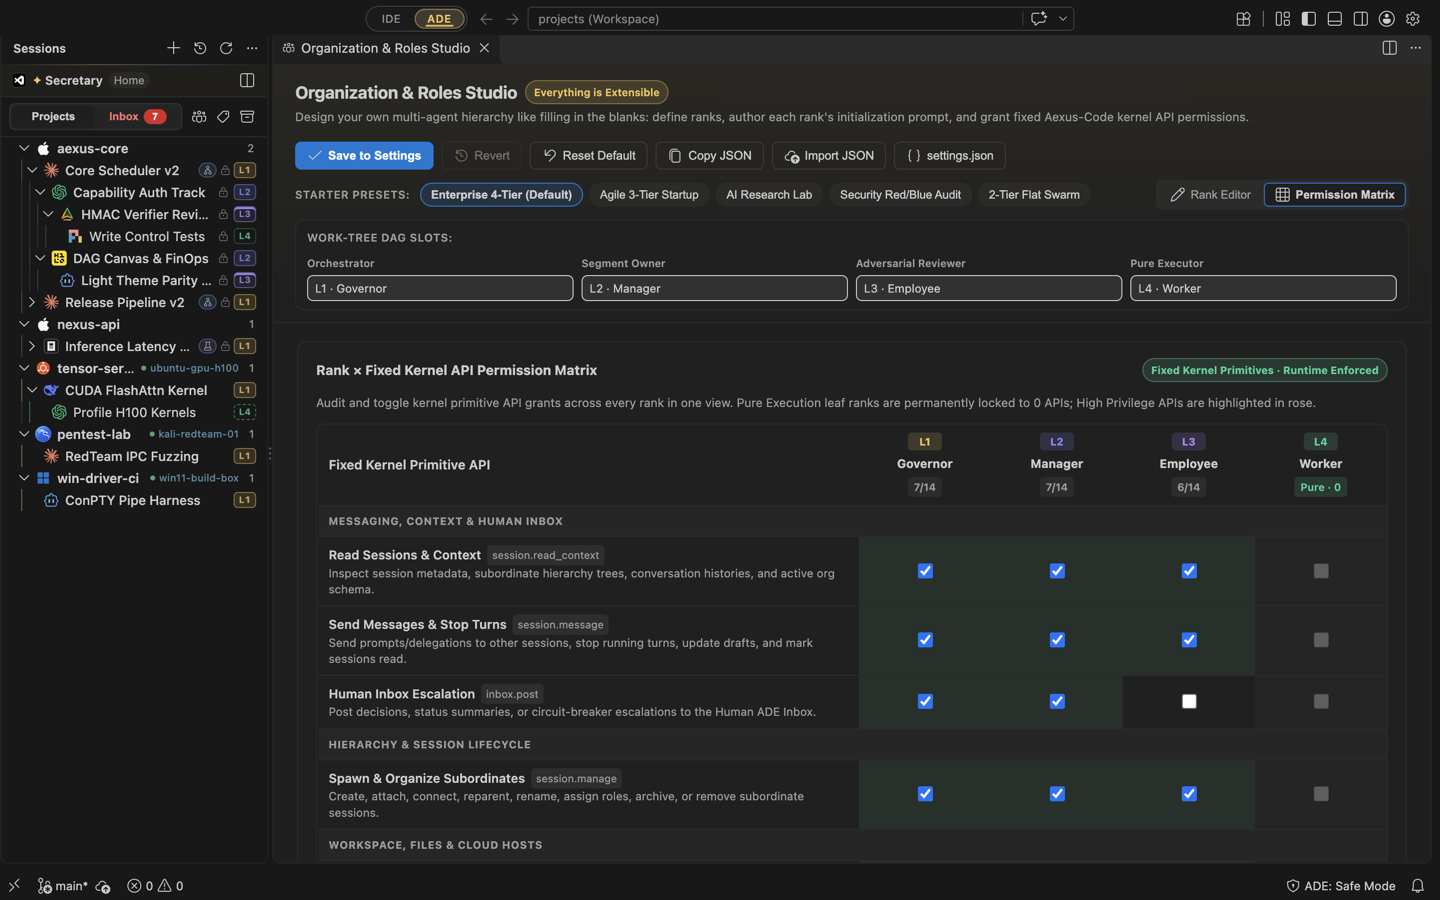 IDE
ADE
projects (Workspace)
Sessions
Organization & Roles Studio
Secretary Home
Projects
Inbox 7
aexus-core 2
Core Scheduler v2 L1
Capability Auth Track L2
HMAC Verifier Revi... L3
Write Control Tests L4
DAG Canvas & FinOps L2
Light Theme Parity ... L3
Release Pipeline v2 L1
nexus-api 1
Inference Latency ... L1
tensor-ser... ubuntu-gpu-h100 1
CUDA FlashAttn Kernel L1
Profile H100 Kernels L4
pentest-lab kali-redteam-01 1
RedTeam IPC Fuzzing L1
win-driver-ci win11-build-box 1
ConPTY Pipe Harness L1
Organization & Roles Studio
Everything is Extensible
Design your own multi-agent hierarchy like filling in the blanks: define ranks, author each rank's initialization prompt, and grant fixed Aexus-Code kernel API permissions.
Save to Settings
Revert
Reset Default
Copy JSON
Import JSON
{ } settings.json
STARTER PRESETS:
Enterprise 4-Tier (Default)
Agile 3-Tier Startup
AI Research Lab
Security Red/Blue Audit
2-Tier Flat Swarm
Rank Editor
Permission Matrix
WORK-TREE DAG SLOTS:
Orchestrator
Segment Owner
Adversarial Reviewer
Pure Executor
L1 · Governor
L2 · Manager
L3 · Employee
L4 · Worker
Rank × Fixed Kernel API Permission Matrix
Fixed Kernel Primitives · Runtime Enforced
Audit and toggle kernel primitive API grants across every rank in one view. Pure Execution leaf ranks are permanently locked to 0 APIs; High Privilege APIs are highlighted in rose.
Fixed Kernel Primitive API
L1
Governor
7/14
L2
Manager
7/14
L3
Employee
6/14
L4
Worker
Pure · 0
MESSAGING, CONTEXT & HUMAN INBOX
Read Sessions & Context session.read_context
Inspect session metadata, subordinate hierarchy trees, conversation histories, and active org
schema.
Send Messages & Stop Turns session.message
Send prompts/delegations to other sessions, stop running turns, update drafts, and mark
sessions read.
Human Inbox Escalation inbox.post
Post decisions, status summaries, or circuit-breaker escalations to the Human ADE Inbox.
HIERARCHY & SESSION LIFECYCLE
Spawn & Organize Subordinates session.manage
Create, attach, connect, reparent, rename, assign roles, archive, or remove subordinate
sessions.
WORKSPACE, FILES & CLOUD HOSTS
main*
0
0
ADE: Safe Mode